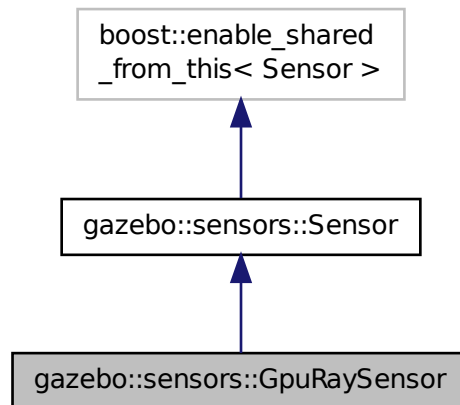 boost::enable_shared
_from_this< Sensor >
gazebo::sensors::Sensor
gazebo::sensors::GpuRaySensor